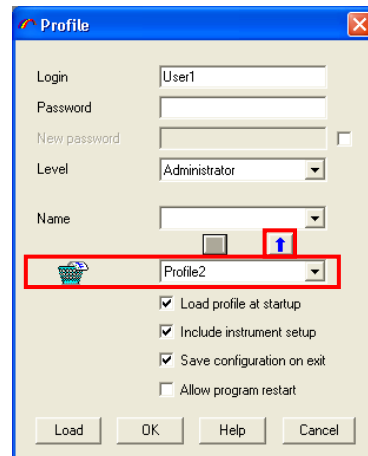 Profile
Login User1
Password
New password
Level Administrator
Name
Profile2
Load profile at startup
Include instrument setup
Save configuration on exit
Allow program restart
Load OK Help Cancel